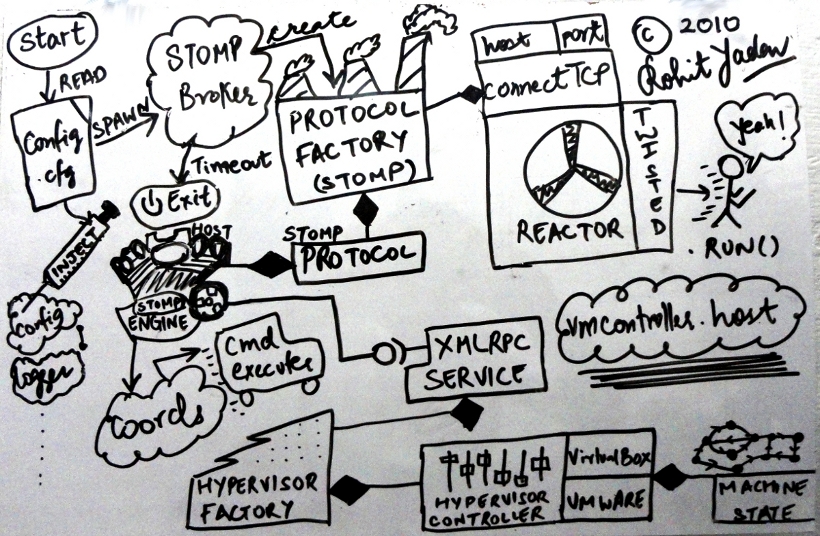 Start
READ
Config
.cfg
SPAWN
STOMP
Broker
create
Timeout
Exit
INJECT
config
logger
PROTOCOL
FACTORY
(STOMP)
host port
connectTCP
REACTOR
TWISTED
© 2010
Rohit Yadav
yeah!
.RUN()
HOST
STOMP
ENGINE
STOMP
PROTOCOL
coords
cmd
executer
XMLRPC
SERVICE
vmcontroller.host
HYPERVISOR
FACTORY
HYPERVISOR
CONTROLLER
VirtualBox
VMWARE
MACHINE
STATE